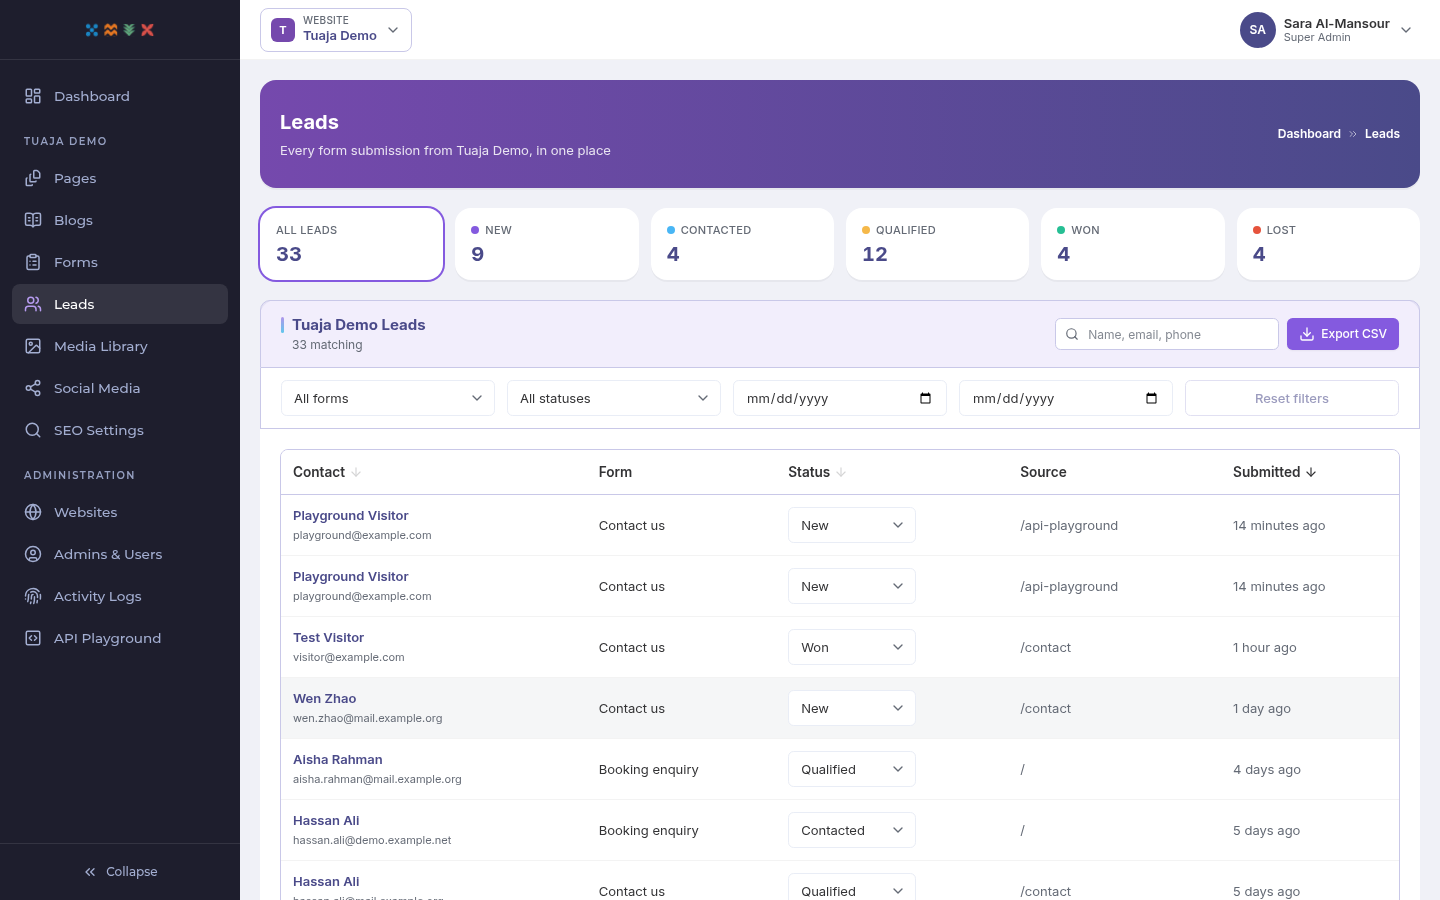 WEBSITE
T
Tuaja Demo
SA
Sara Al-Mansour
Super Admin
Dashboard
TUAJA DEMO
Pages
Blogs
Forms
Leads
Media Library
Social Media
SEO Settings
ADMINISTRATION
Websites
Admins & Users
Activity Logs
API Playground
Collapse
Leads
Every form submission from Tuaja Demo, in one place
Dashboard » Leads
ALL LEADS
33
NEW
9
CONTACTED
4
QUALIFIED
12
WON
4
LOST
4
Tuaja Demo Leads
33 matching
Name, email, phone
Export CSV
All forms
All statuses
mm/dd/yyyy
mm/dd/yyyy
Reset filters
Contact Form Status Source Submitted
Playground Visitor
playground@example.com
Contact us New /api-playground 14 minutes ago
Playground Visitor
playground@example.com
Contact us New /api-playground 14 minutes ago
Test Visitor
visitor@example.com
Contact us Won /contact 1 hour ago
Wen Zhao
wen.zhao@mail.example.org
Contact us New /contact 1 day ago
Aisha Rahman
aisha.rahman@mail.example.org
Booking enquiry Qualified / 4 days ago
Hassan Ali
hassan.ali@demo.example.net
Booking enquiry Contacted / 5 days ago
Hassan Ali
Contact us Qualified /contact 5 days ago